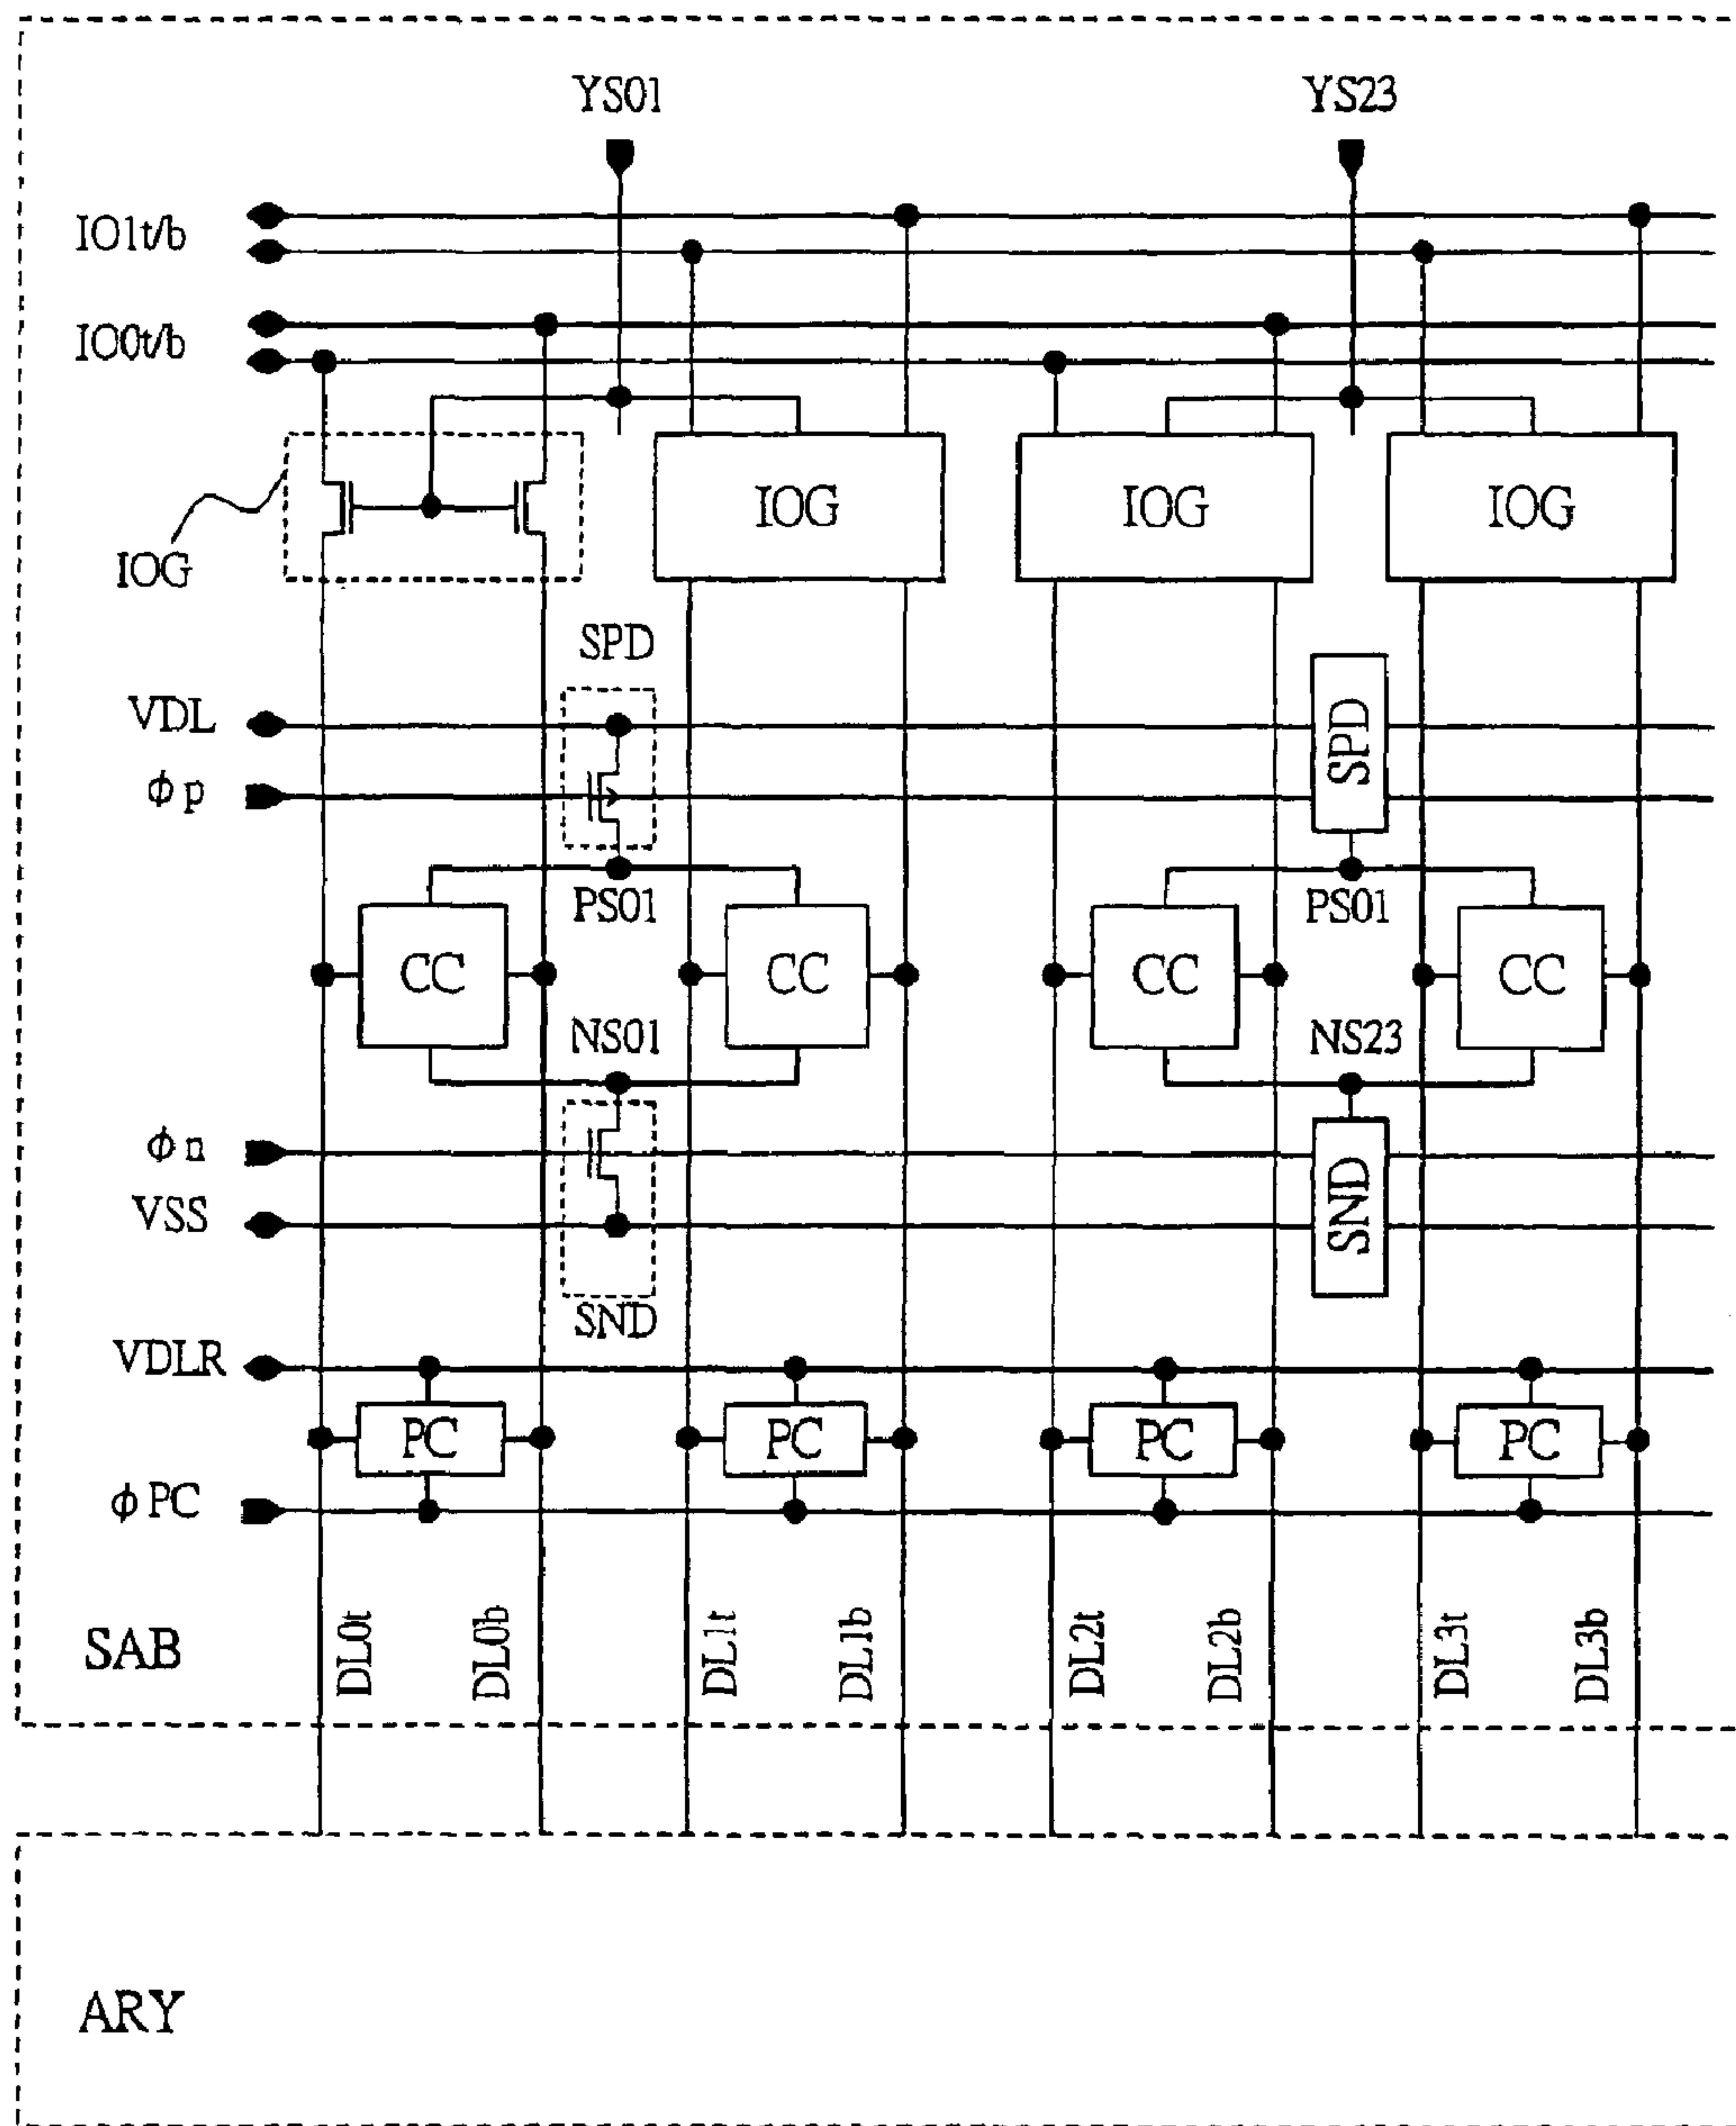 YS01 YS23
IO1t/b
IO0t/b
IOG IOG IOG
IOG
SPD
VDL
SPD
ϕp
PS01 PS01
CC CC CC CC
NS01 NS23
ϕn
SND
VSS
SND
VDLR
PC PC PC PC
ϕPC
DL0t DL0b DL1t DL1b DL2t DL2b DL3t DL3b
SAB
ARY